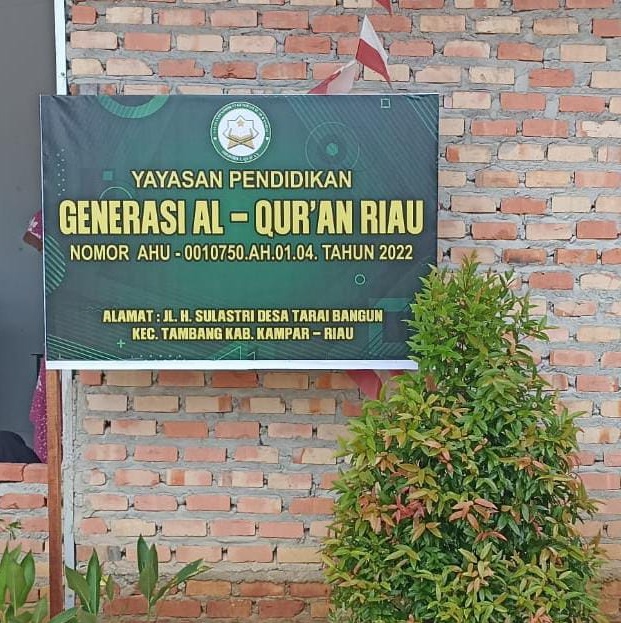 YAYASAN PENDIDIKAN
GENERASI AL – QUR'AN RIAU
NOMOR AHU - 0010750.AH.01.04. TAHUN 2022
ALAMAT : JL. H. SULASTRI DESA TARAI BANGUN
KEC. TAMBANG KAB. KAMPAR – RIAU